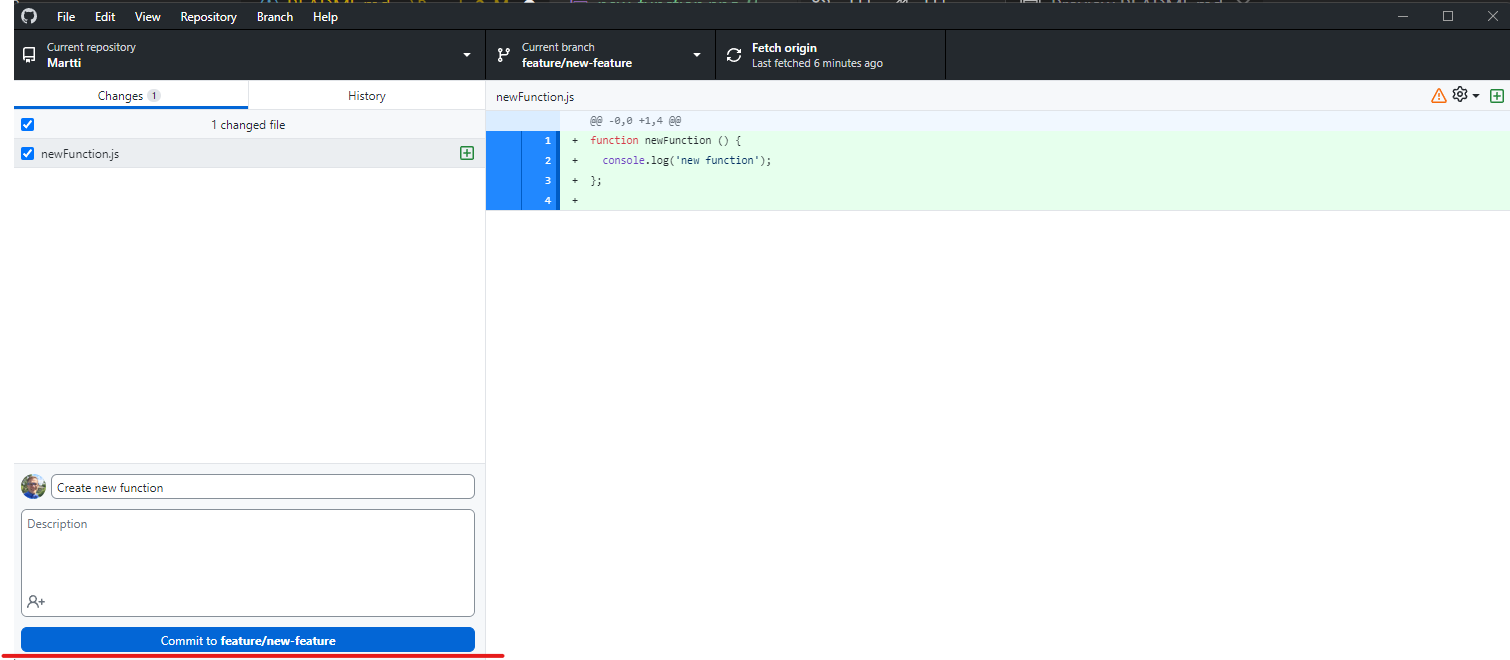 File Edit View Repository Branch Help
Current repository
Martti
Current branch
feature/new-feature
Fetch origin
Last fetched 6 minutes ago
Changes 1
History
1 changed file
newFunction.js
newFunction.js
@@ -0,0 +1,4 @@
1 + function newFunction () {
2 + console.log('new function');
3 + };
4 +
Create new function
Description
Commit to feature/new-feature